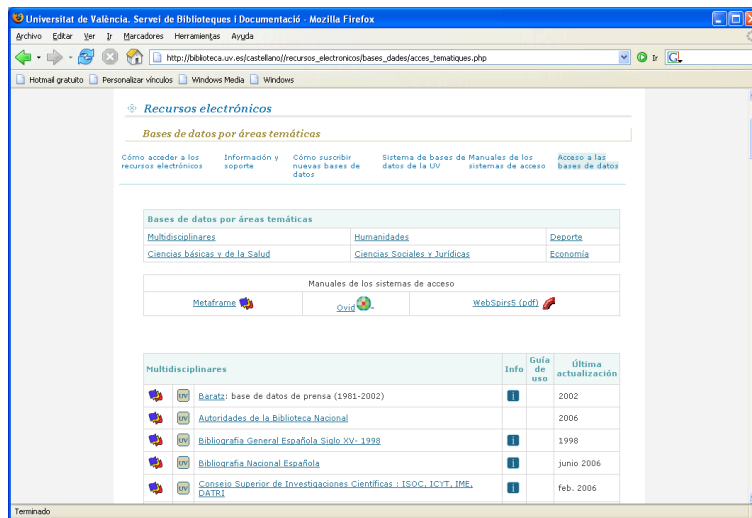 Universitat de València. Servei de Biblioteques i Documentació - Mozilla Firefox
Archivo Editar Ver Ir Marcadores Herramientas Ayuda
http://biblioteca.uv.es/castellano//recursos_electronicos/bases_dades/acces_tematiques.php
Ir
G
Hotmail gratuito Personalizar vínculos Windows Media Windows
Recursos electrónicos
Bases de datos por áreas temáticas
Cómo acceder a los Información y Cómo suscribir Sistema de bases de Manuales de los Acceso a las
recursos electrónicos soporte nuevas bases de datos de la UV sistemas de acceso bases de datos
datos
Bases de datos por áreas temáticas
Multidisciplinares Humanidades Deporte
Ciencias básicas y de la Salud Ciencias Sociales y Jurídicas Economía
Manuales de los sistemas de acceso
Metaframe Ovid WebSpirs5 (pdf)
Multidisciplinares Info Guía de uso Última actualización
UV Baratz: base de datos de prensa (1981-2002) i 2002
UV Autoridades de la Biblioteca Nacional 2006
UV Bibliografía General Española Siglo XV- 1998 i 1998
UV Bibliografia Nacional Española i junio 2006
UV Consejo Superior de Investigaciones Científicas : ISOC, ICYT, IME, i feb. 2006
DATRI
Terminado